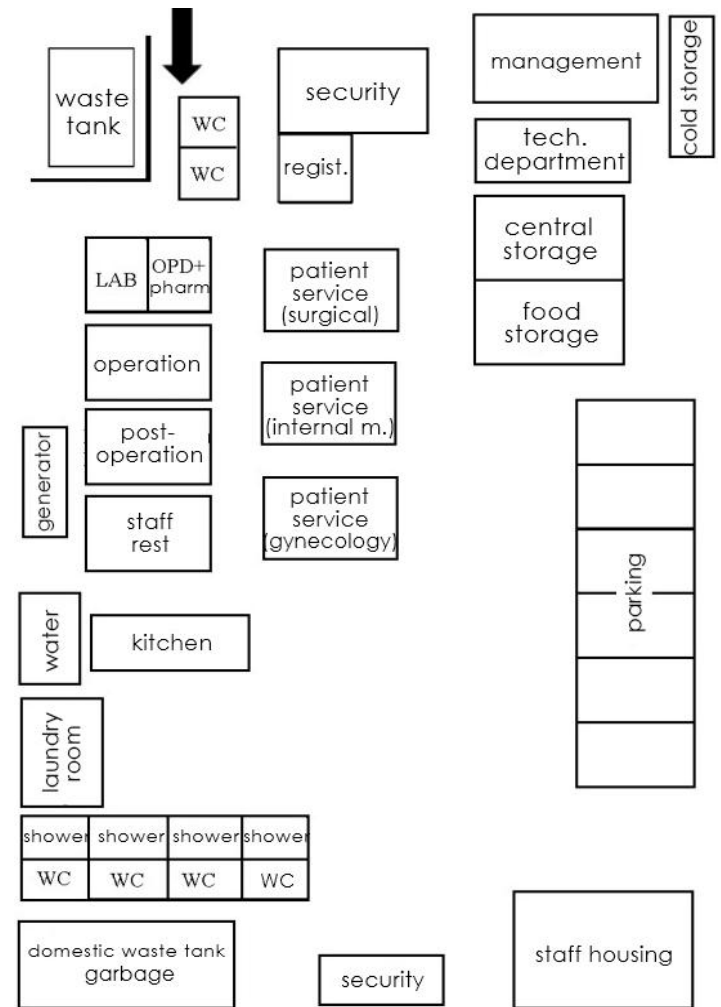 waste
tank
WC
WC
security
regist.
management
cold storage
tech.
department
central
storage
food
storage
LAB
OPD+
pharm
patient
service
(surgical)
operation
patient
service
(internal m.)
post-
operation
generator
staff
rest
patient
service
(gynecology)
parking
water
kitchen
laundry
room
shower shower shower shower
WC WC WC WC
domestic waste tank
garbage
security
staff housing